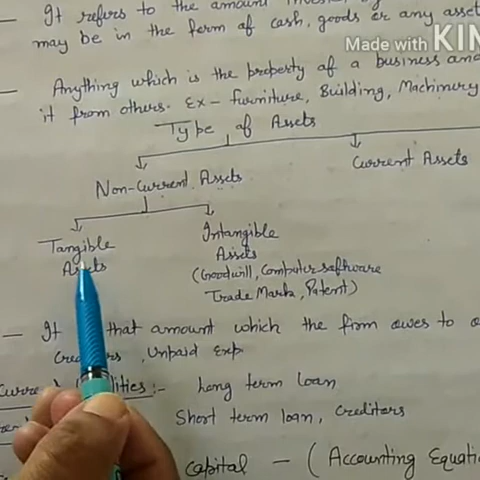 — It refers to the amount
may be in the form of cash, goods or any asset
Made with KIN
— Anything which is the property of a business and
it from others. Ex - furniture, Building, Machinery
Type of Assets
Non-Current Assets
Current Assets
Tangible
Assets
Intangible
Assets
(Goodwill, Computer software
Trade Mark, Patent)
— It that amount which the firm owes to
Unpaid Exp
Long term loan
Short term loan, Creditors
Capital — (Accounting Equati